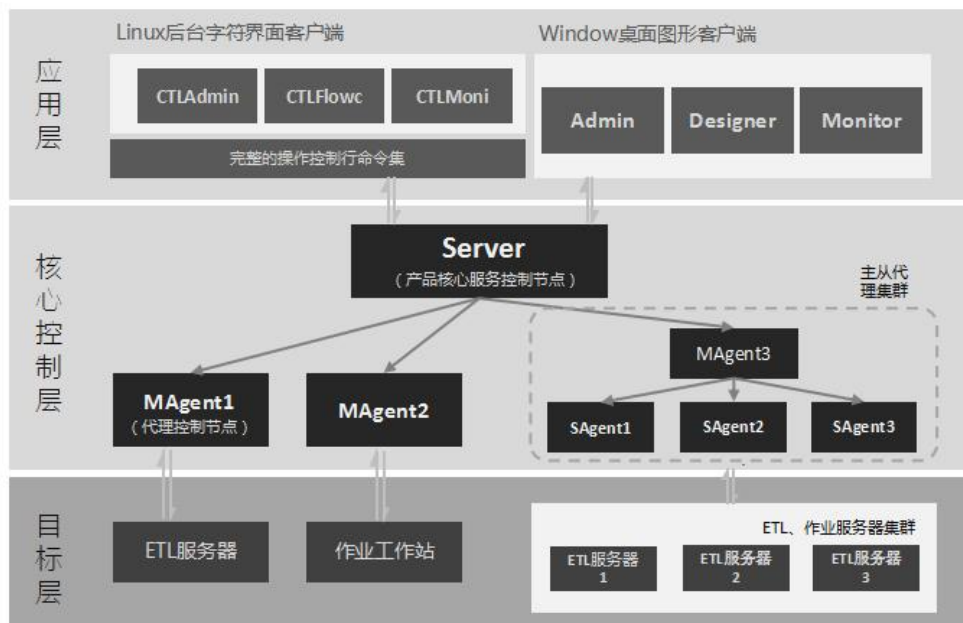 应用层
Linux后台字符界面客户端
CTLAdmin
CTLFlowc
CTLMoni
完整的操作控制行命令集
Window桌面图形客户端
Admin
Designer
Monitor
核心控制层
Server
（产品核心服务控制节点）
主从代
理集群
MAgent1
（代理控制节点）
MAgent2
MAgent3
SAgent1
SAgent2
SAgent3
目标层
ETL服务器
作业工作站
ETL、作业服务器集群
ETL服务器
1
ETL服务器
2
ETL服务器
3